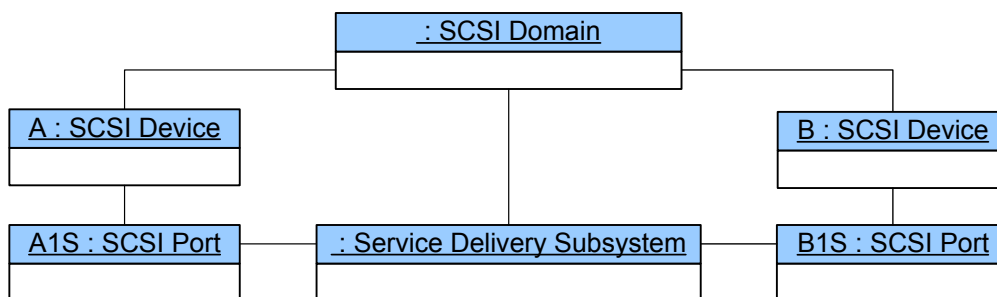 : SCSI Domain
A : SCSI Device
B : SCSI Device
A1S : SCSI Port
: Service Delivery Subsystem
B1S : SCSI Port